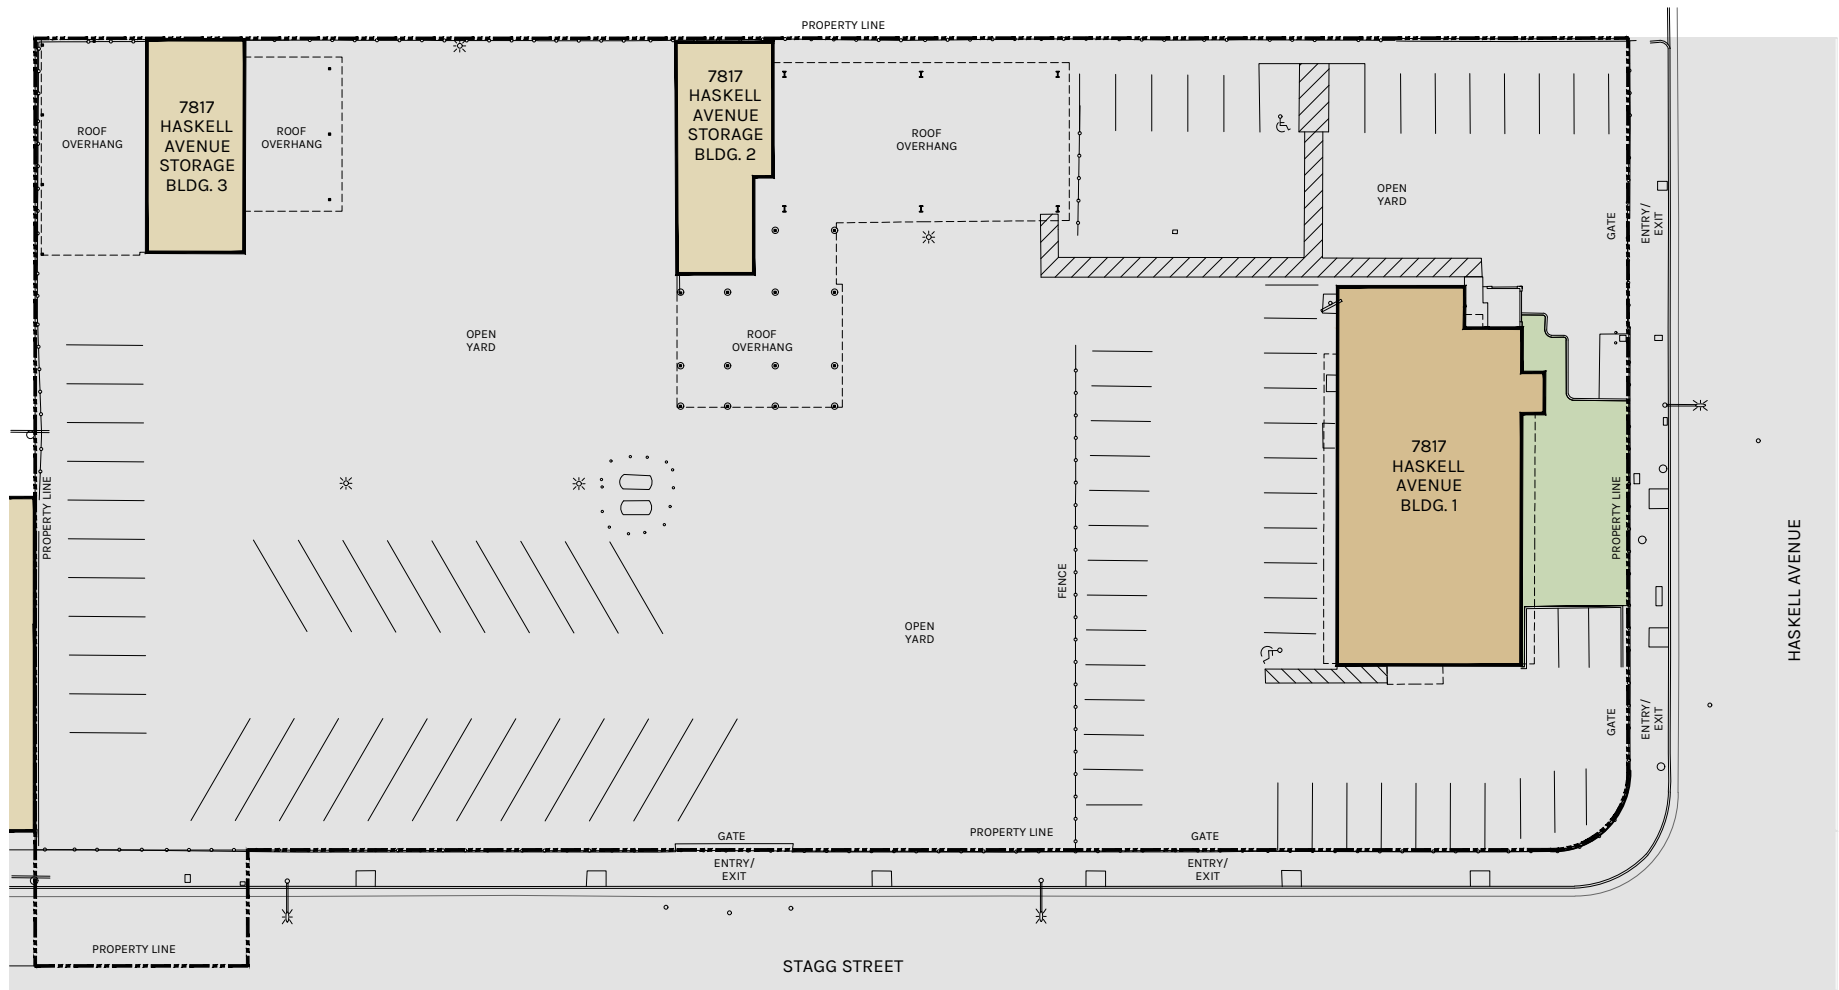 PROPERTY LINE
7817
HASKELL
AVENUE
STORAGE
BLDG. 3
ROOF
OVERHANG
ROOF
OVERHANG
7817
HASKELL
AVENUE
STORAGE
BLDG. 2
ROOF
OVERHANG
OPEN
YARD
GATE
ENTRY/
EXIT
OPEN
YARD
ROOF
OVERHANG
7817
HASKELL
AVENUE
BLDG. 1
PROPERTY LINE
PROPERTY LINE
HASKELL AVENUE
FENCE
OPEN
YARD
GATE
ENTRY/
EXIT
GATE
ENTRY/
EXIT
PROPERTY LINE
GATE
ENTRY/
EXIT
PROPERTY LINE
STAGG STREET